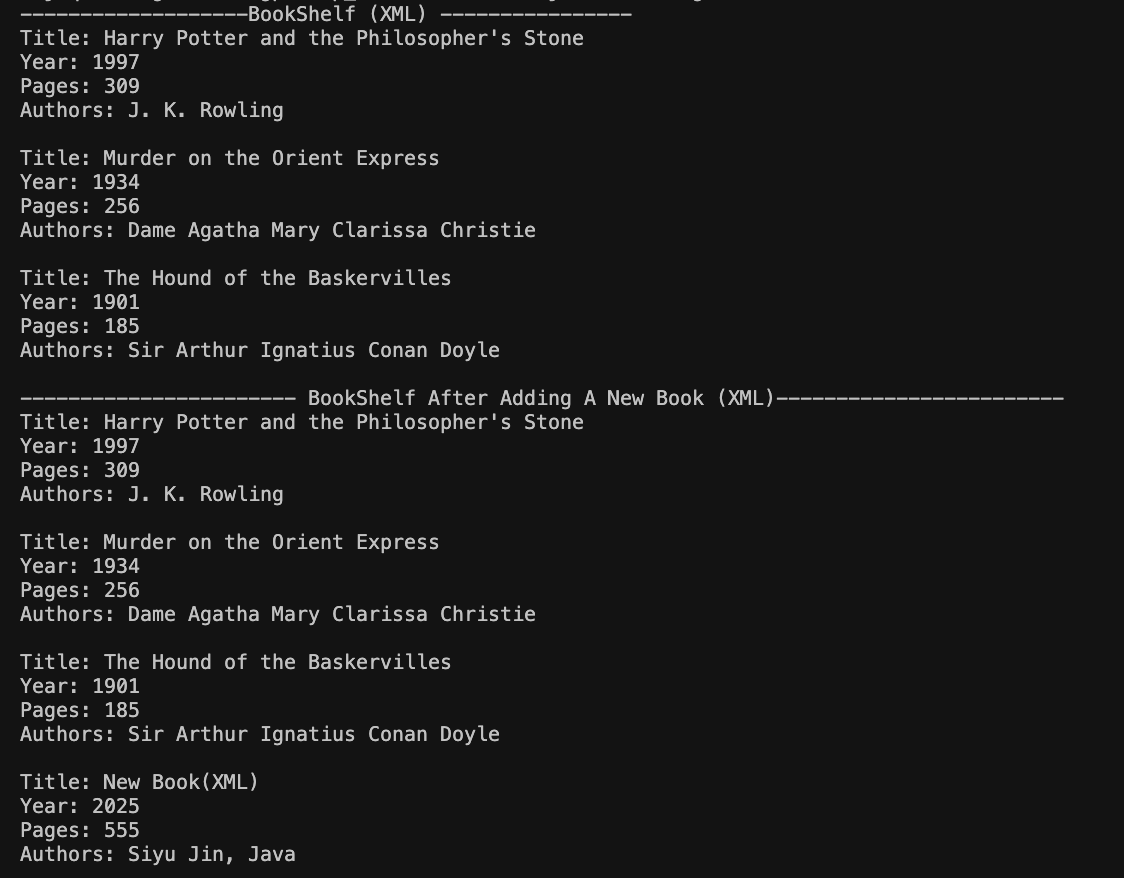 -------------------BookShelf (XML) ----------------
Title: Harry Potter and the Philosopher's Stone
Year: 1997
Pages: 309
Authors: J. K. Rowling

Title: Murder on the Orient Express
Year: 1934
Pages: 256
Authors: Dame Agatha Mary Clarissa Christie

Title: The Hound of the Baskervilles
Year: 1901
Pages: 185
Authors: Sir Arthur Ignatius Conan Doyle

----------------------- BookShelf After Adding A New Book (XML)------------------------
Title: Harry Potter and the Philosopher's Stone
Year: 1997
Pages: 309
Authors: J. K. Rowling

Title: Murder on the Orient Express
Year: 1934
Pages: 256
Authors: Dame Agatha Mary Clarissa Christie

Title: The Hound of the Baskervilles
Year: 1901
Pages: 185
Authors: Sir Arthur Ignatius Conan Doyle

Title: New Book(XML)
Year: 2025
Pages: 555
Authors: Siyu Jin, Java